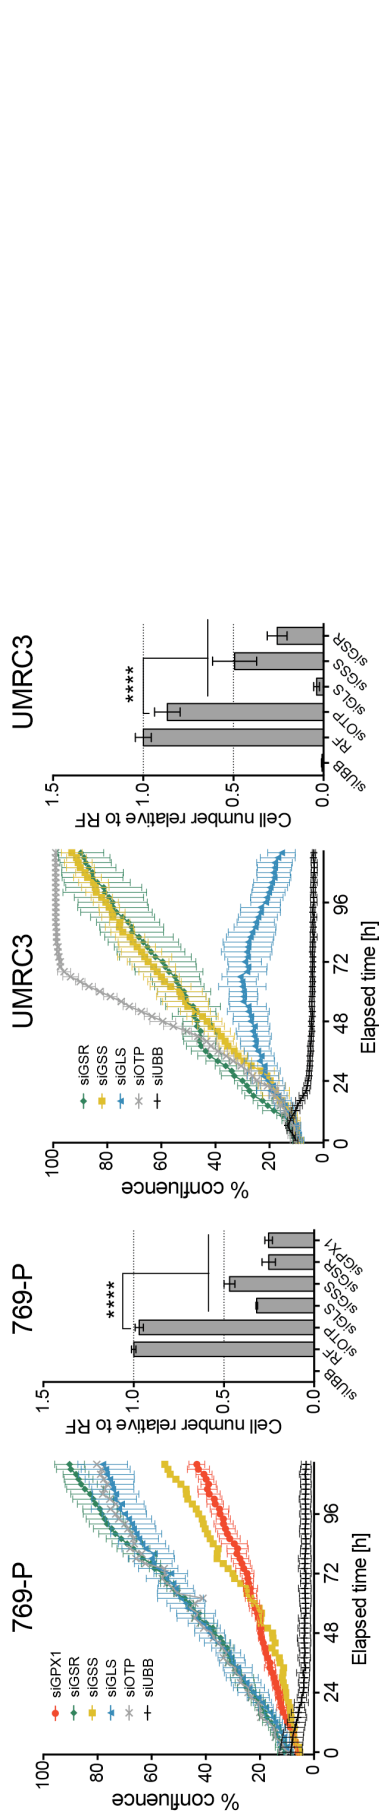 769-P
% confluence
100
80
60
40
20
0
siGPX1
siGSR
siGSS
siGLS
siOTP
siUBB
0
24
48
72
96
Elapsed time [h]
769-P
Cell number relative to RF
1.5
1.0
0.5
0.0
****
siUBB
RF
siOTP
siGLS
siGSS
siGSR
siGPX1
UMRC3
% confluence
100
80
60
40
20
0
siGSR
siGSS
siGLS
siOTP
siUBB
0
24
48
72
96
Elapsed time [h]
UMRC3
Cell number relative to RF
1.5
1.0
0.5
0.0
****
siUBB
RF
siOTP
siGLS
siGSS
siGSR